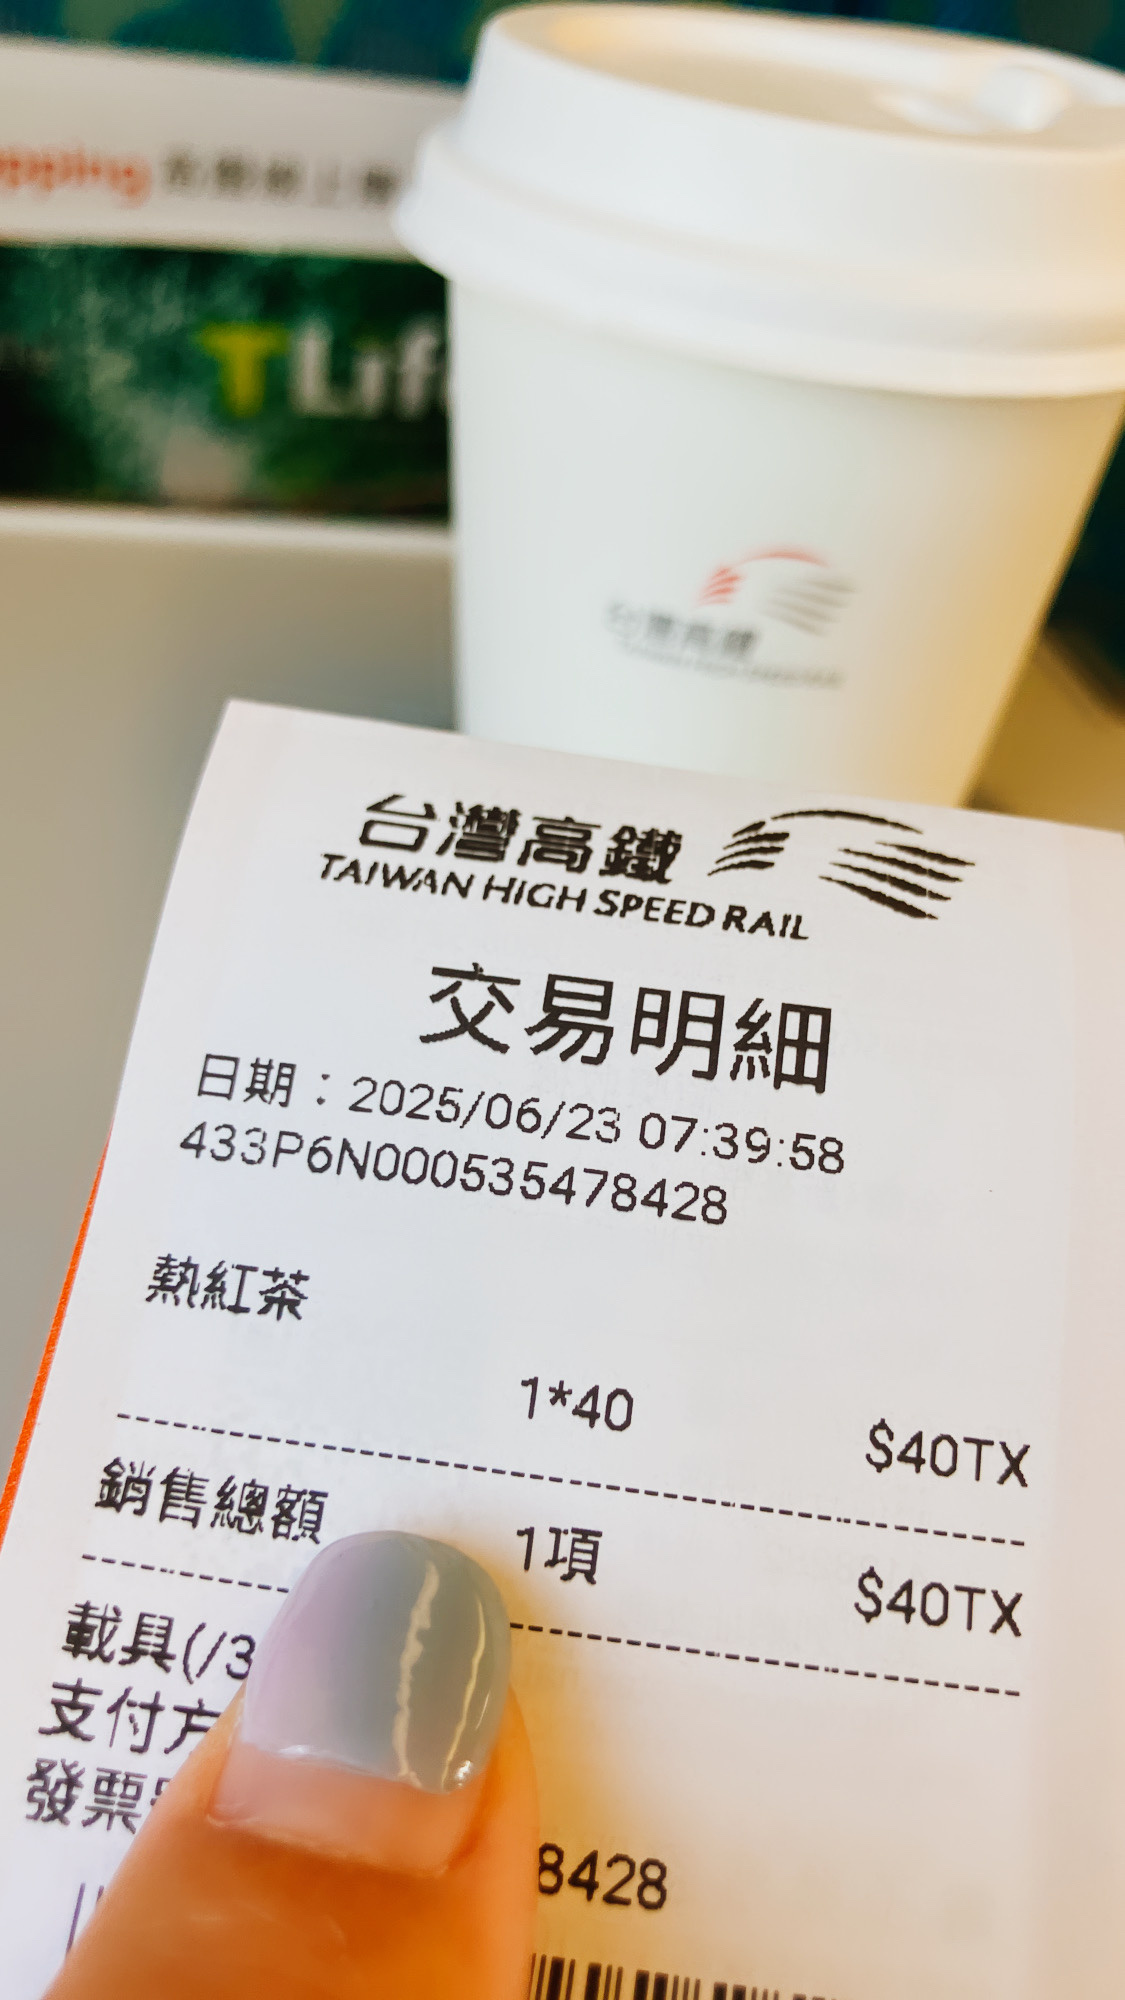 pping
T Lif
台灣高鐵
台灣高鐵
TAIWAN HIGH SPEED RAIL
交易明細
日期：2025/06/23 07:39:58
433P6N000535478428
熱紅茶
1*40 $40TX
銷售總額 1項 $40TX
載具(/3
支付方
發票
8428